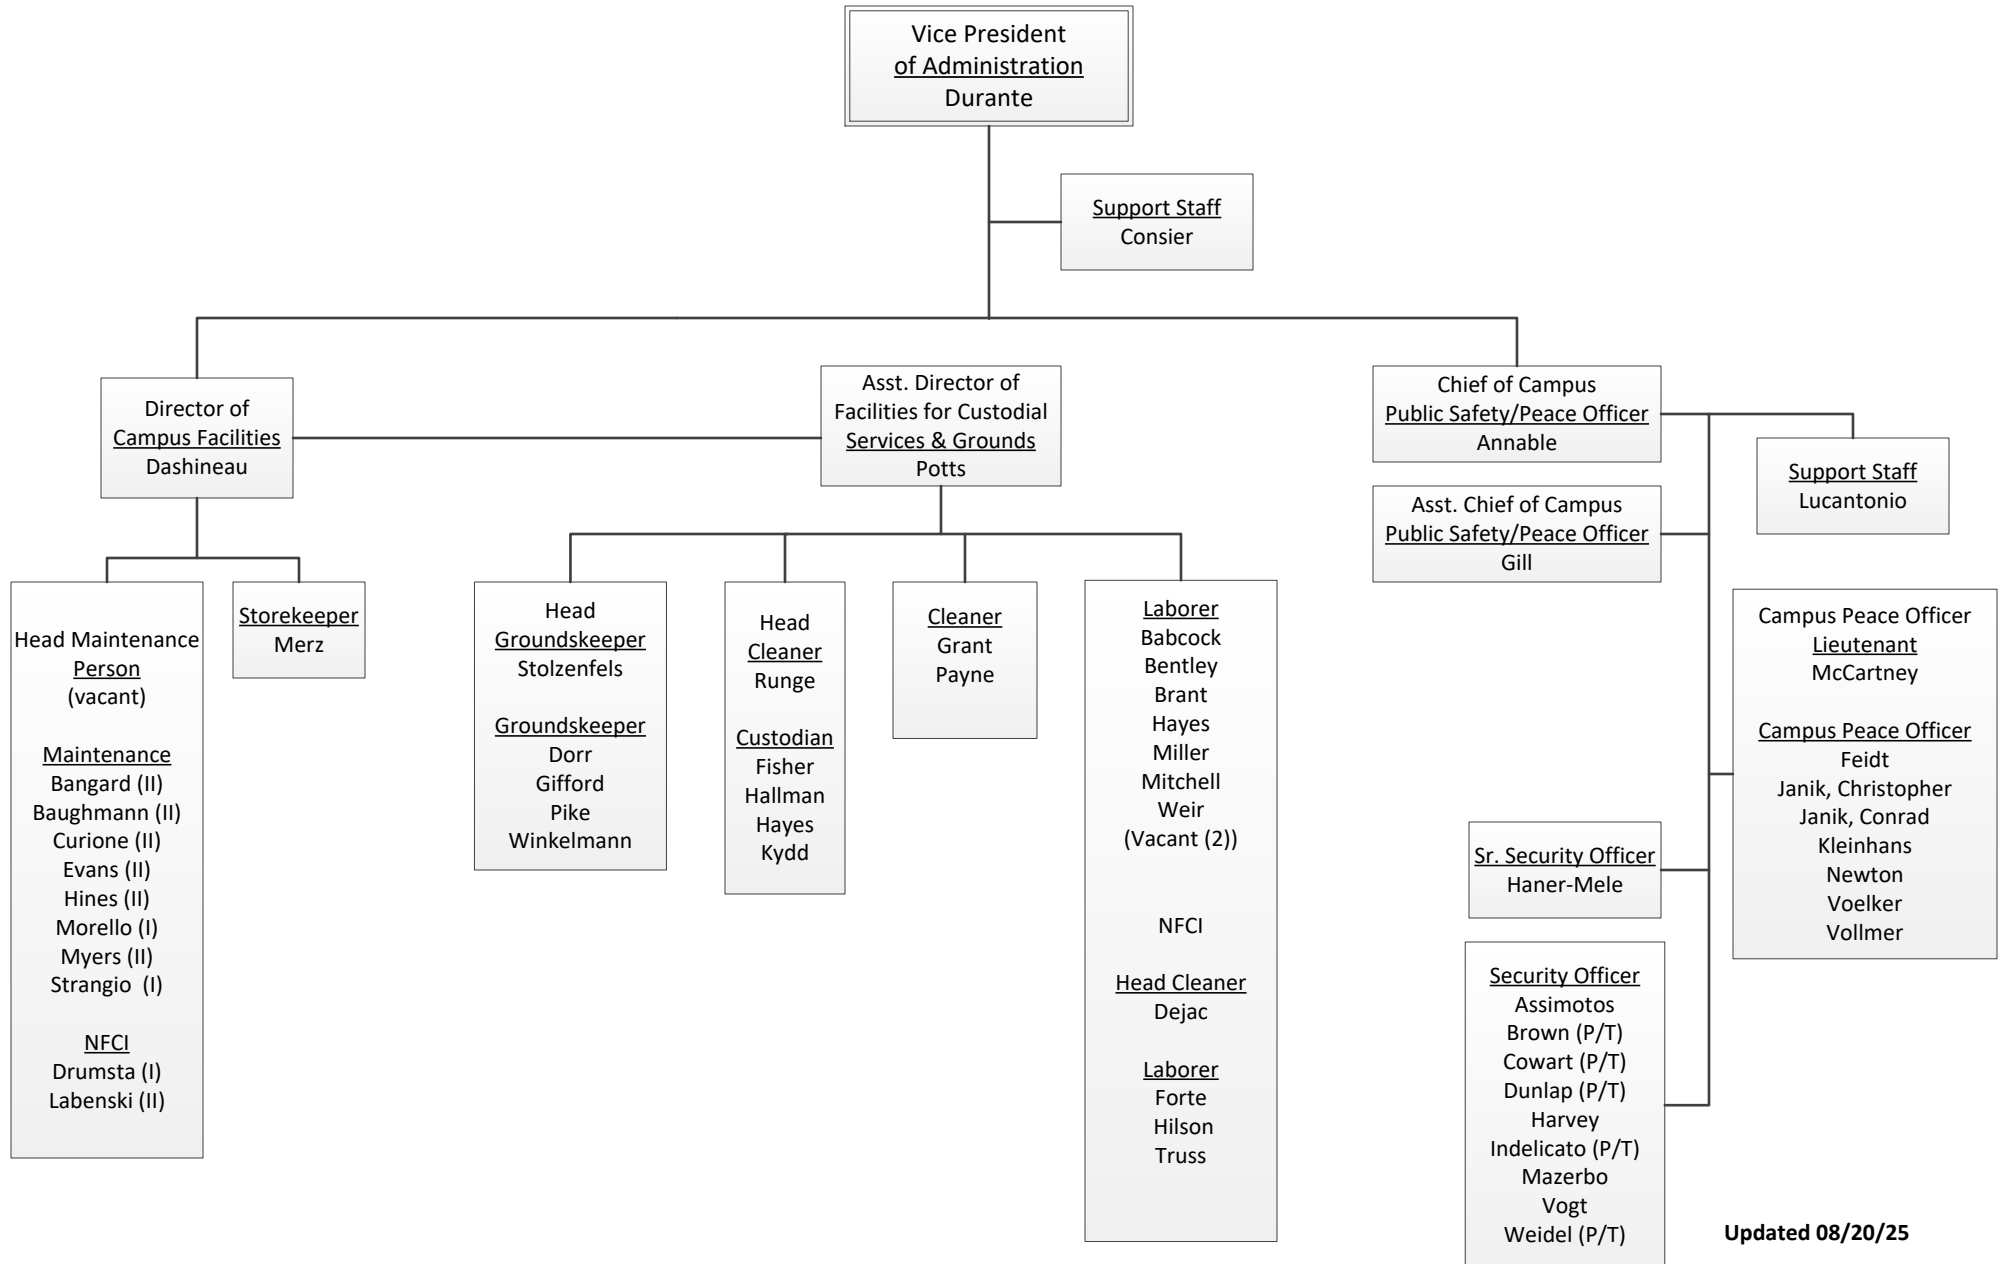 Vice President
of Administration
Durante
Support Staff
Consier
Director of
Campus Facilities
Dashineau
Asst. Director of
Facilities for Custodial
Services & Grounds
Potts
Chief of Campus
Public Safety/Peace Officer
Annable
Support Staff
Lucantonio
Asst. Chief of Campus
Public Safety/Peace Officer
Gill
Head Maintenance
Person
(vacant)
Maintenance
Bangard (II)
Baughmann (II)
Curione (II)
Evans (II)
Hines (II)
Morello (I)
Myers (II)
Strangio  (I)
NFCI
Drumsta (I)
Labenski (II)
Storekeeper
Merz
Head
Groundskeeper
Stolzenfels
Groundskeeper
Dorr
Gifford
Pike
Winkelmann
Head
Cleaner
Runge
Custodian
Fisher
Hallman
Hayes
Kydd
Cleaner
Grant
Payne
Laborer
Babcock
Bentley
Brant
Hayes
Miller
Mitchell
Weir
(Vacant (2))
NFCI
Head Cleaner
Dejac
Laborer
Forte
Hilson
Truss
Campus Peace Officer
Lieutenant
McCartney
Campus Peace Officer
Feidt
Janik, Christopher
Janik, Conrad
Kleinhans
Newton
Voelker
Vollmer
Sr. Security Officer
Haner-Mele
Security Officer
Assimotos
Brown (P/T)
Cowart (P/T)
Dunlap (P/T)
Harvey
Indelicato (P/T)
Mazerbo
Vogt
Weidel (P/T)
Updated 08/20/25